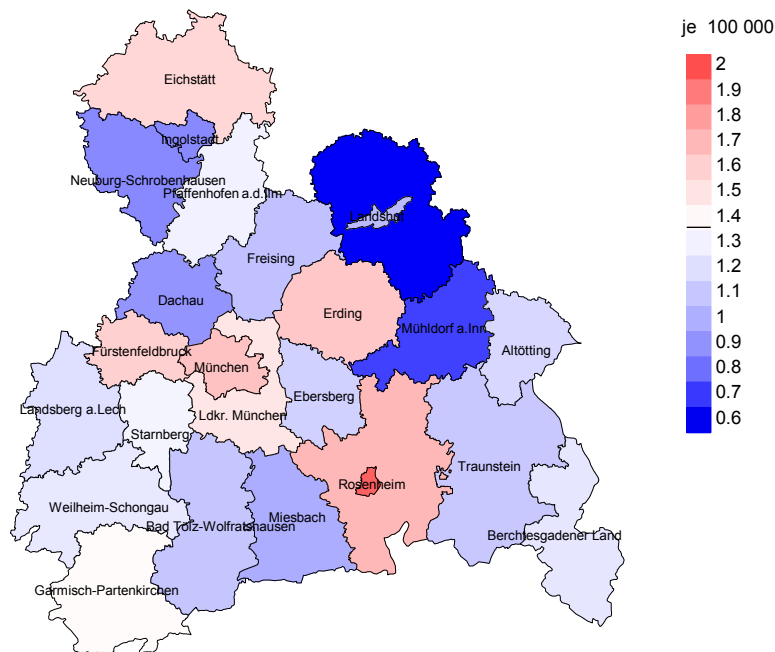 je 100 000
2
1.9
1.8
1.7
1.6
1.5
1.4
1.3
1.2
1.1
1
0.9
0.8
0.7
0.6
Eichstätt
Ingolstadt
Neuburg-Schrobenhausen
Pfaffenhofen a.d.Ilm
Landshut
Freising
Dachau
Erding
Mühldorf a.Inn
Altötting
Fürstenfeldbruck
München
Ebersberg
Landsberg a.Lech
Ldkr. München
Starnberg
Traunstein
Rosenheim
Weilheim-Schongau
Miesbach
Bad Tölz-Wolfratshausen
Berchtesgadener Land
Garmisch-Partenkirchen